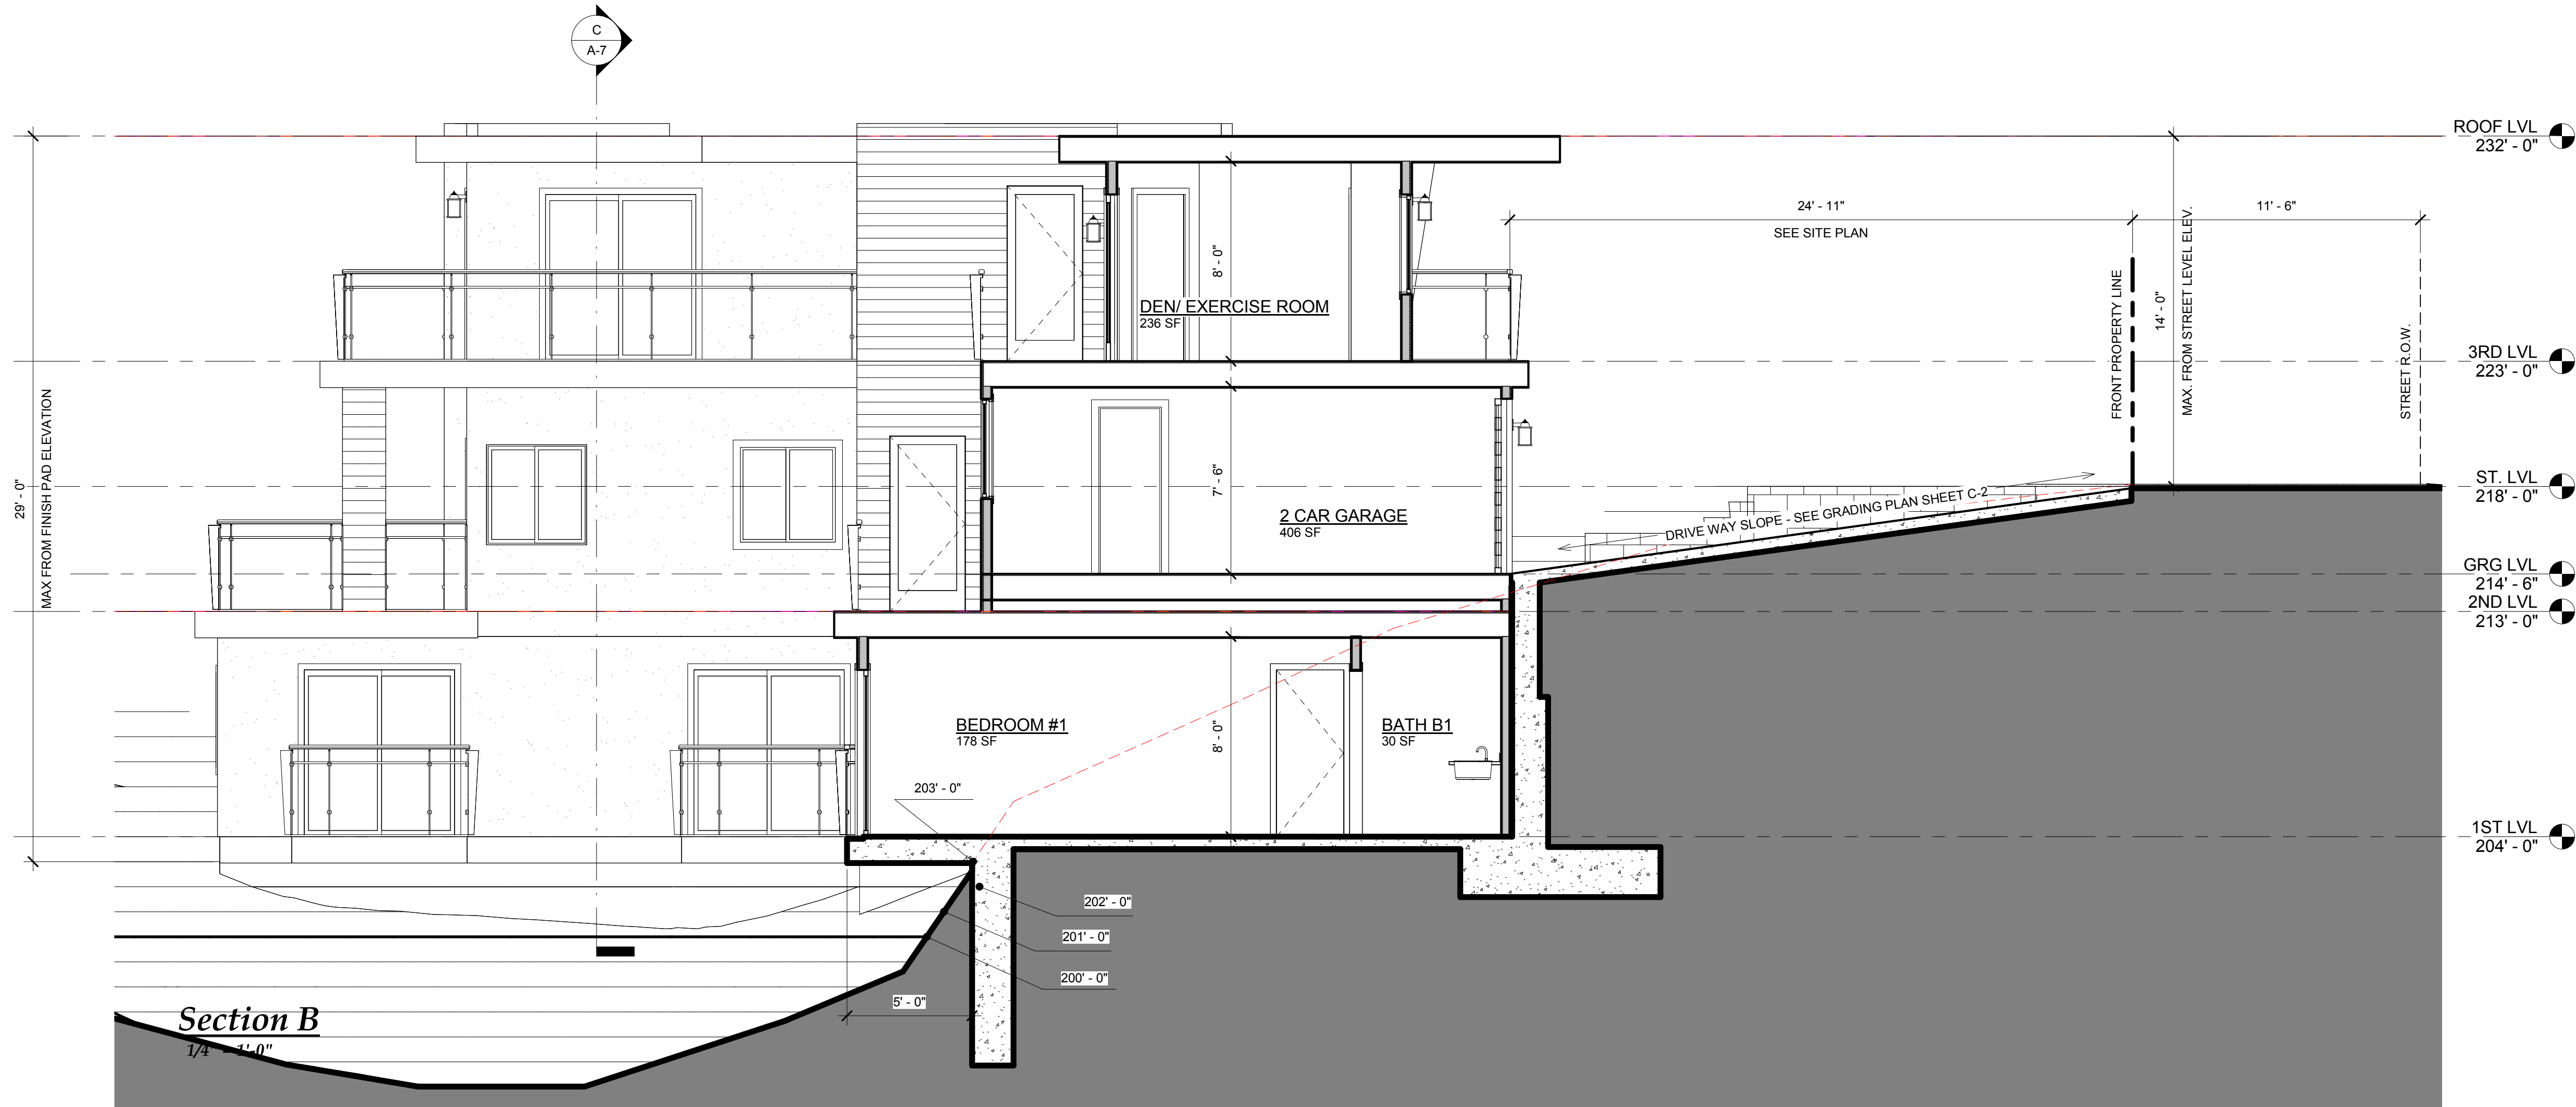 C
A-7
ROOF LVL
232' - 0"
24' - 11"
SEE SITE PLAN
11' - 6"
FRONT PROPERTY LINE
14' - 0"
MAX. FROM STREET LEVEL ELEV.
STREET R.O.W.
8' - 0"
DEN/ EXERCISE ROOM
236 SF
3RD LVL
223' - 0"
29' - 0"
MAX FROM FINISH PAD ELEVATION
7' - 6"
2 CAR GARAGE
406 SF
ST. LVL
218' - 0"
DRIVE WAY SLOPE - SEE GRADING PLAN SHEET C-2
GRG LVL
214' - 6"
2ND LVL
213' - 0"
BEDROOM #1
178 SF
8' - 0"
BATH B1
30 SF
203' - 0"
1ST LVL
204' - 0"
202' - 0"
201' - 0"
200' - 0"
5' - 0"
Section B
1/4" = 1'-0"